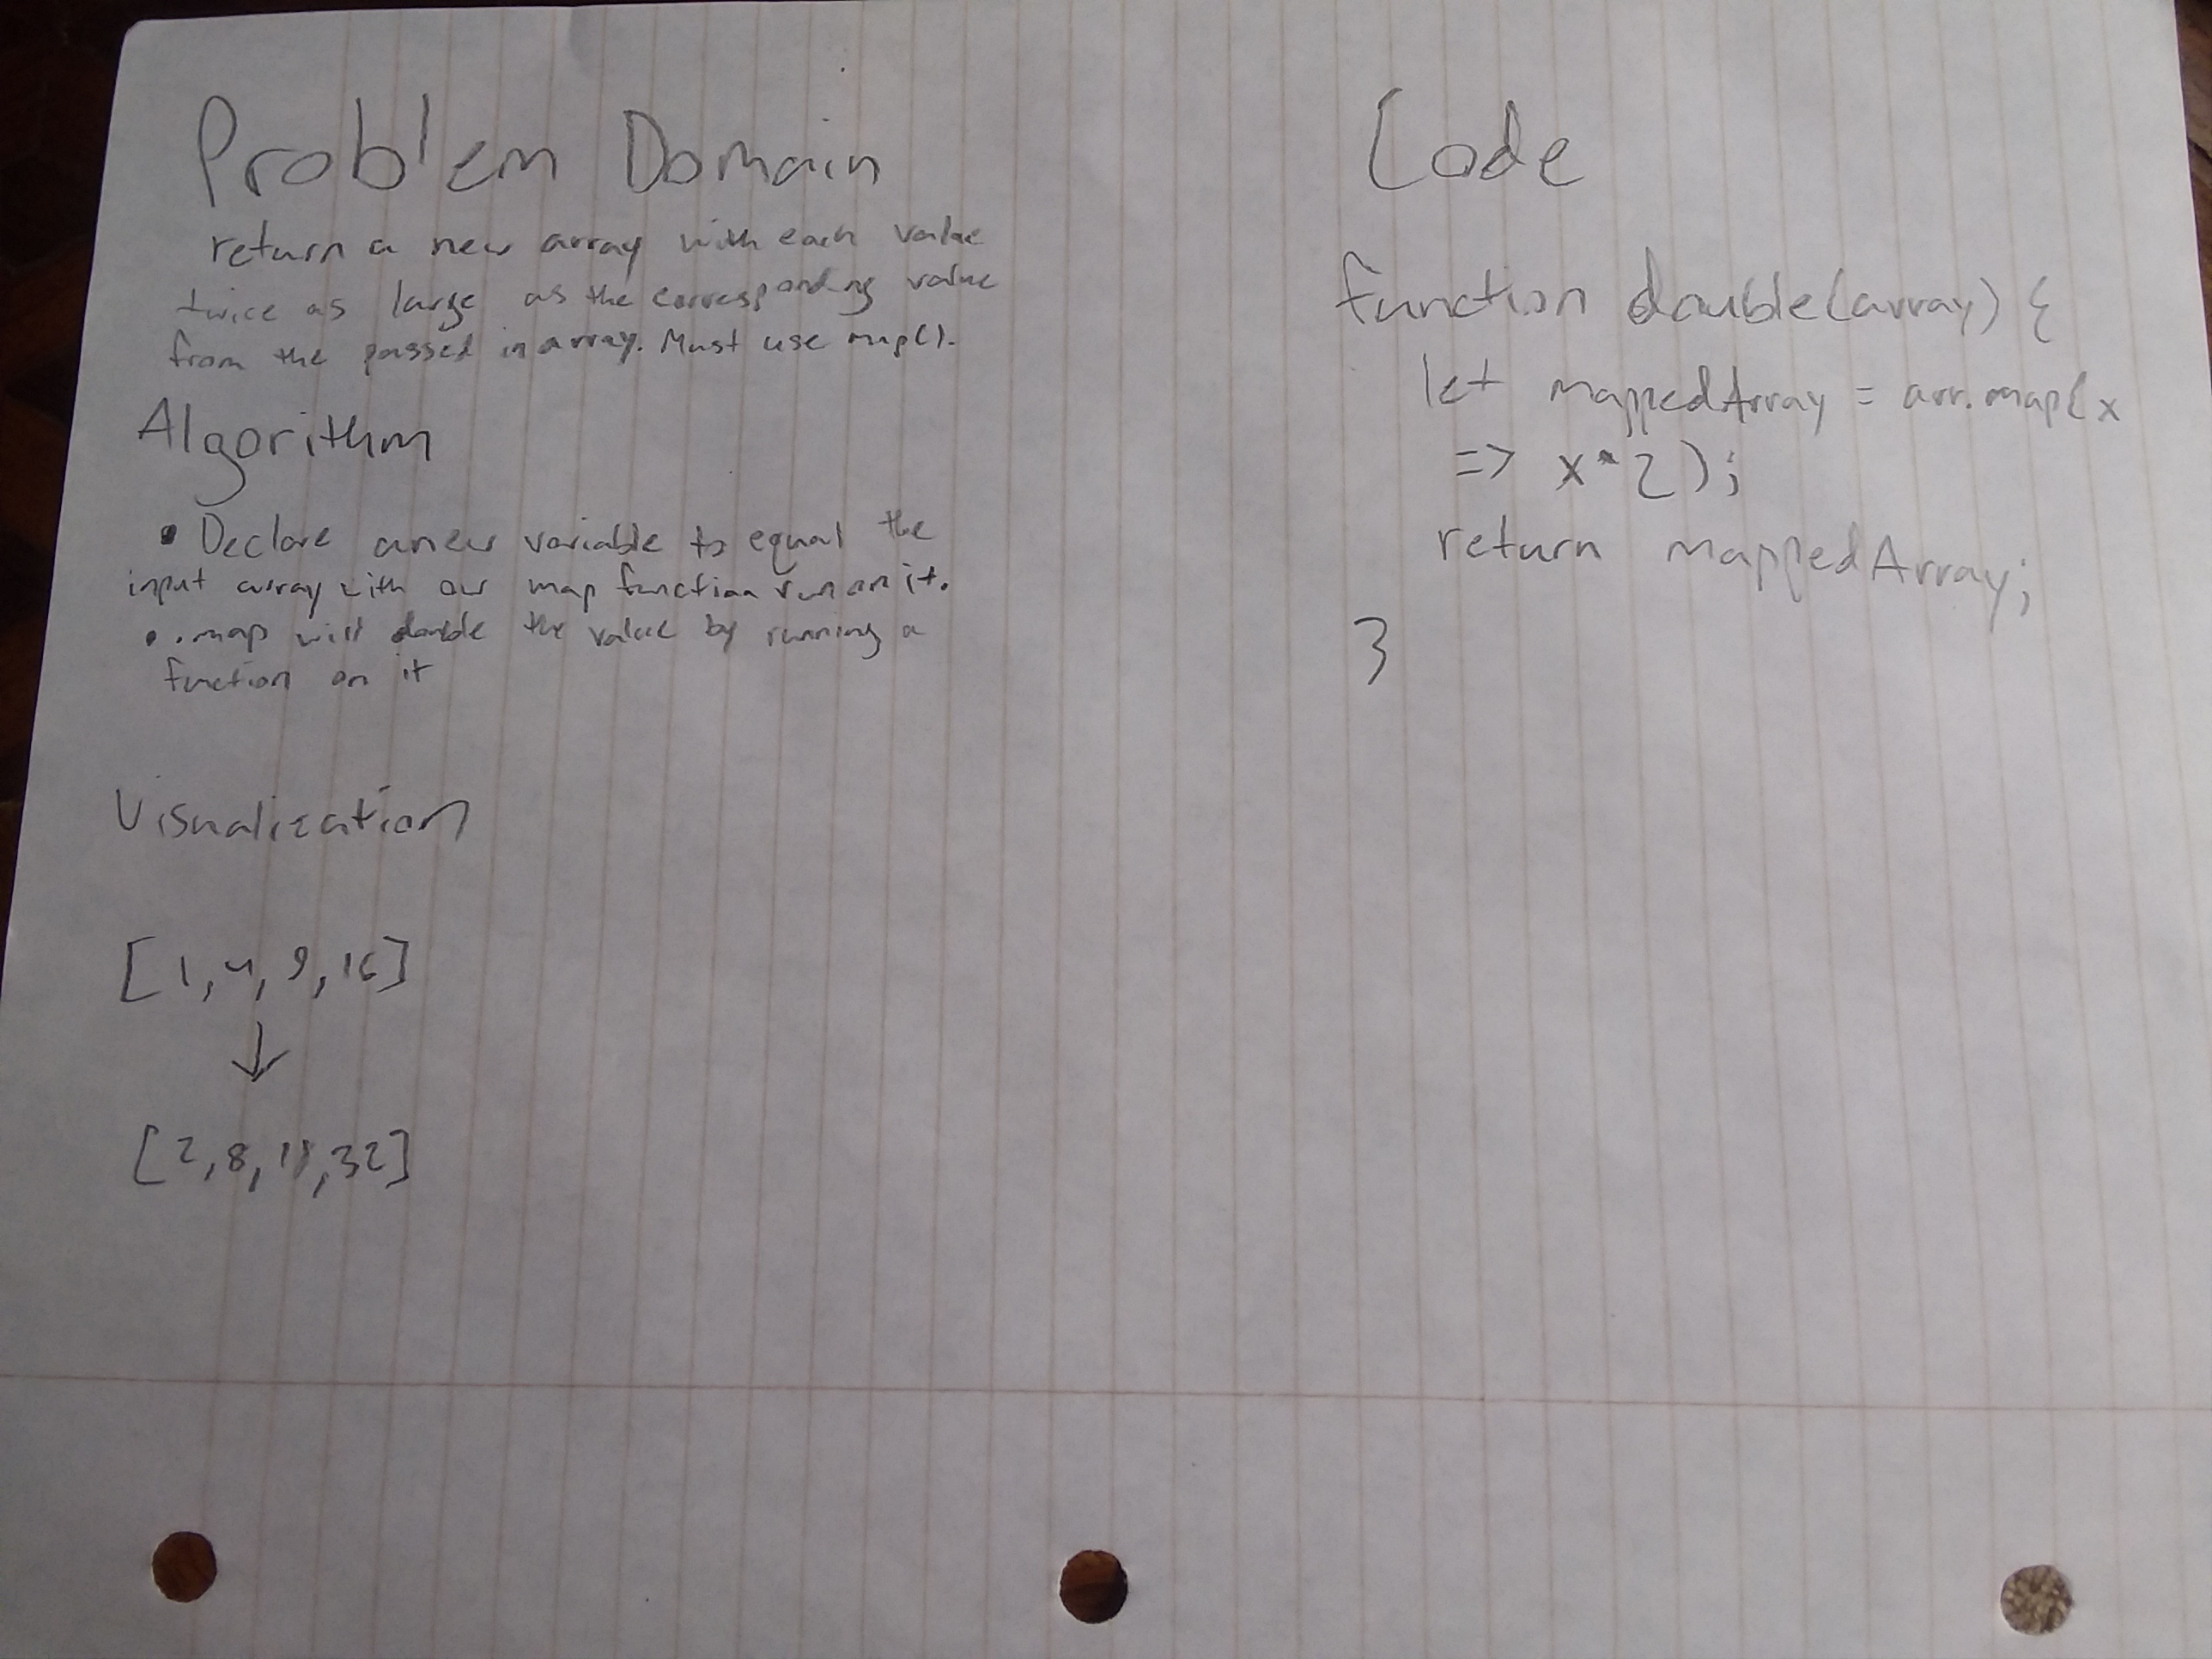 Problem Domain
return a new array with each value
twice as large as the corresponding value
from the passed in array. Must use map().
Algorithm
• Declare a new variable to equal the
input array with our map function run on it.
• .map will double the value by running a
function on it
Visualization
[1,4,9,16]
↓
[2,8,18,32]
Code
function double(array) {
let mappedArray = arr.map(x
=> x*2);
return mappedArray;
}